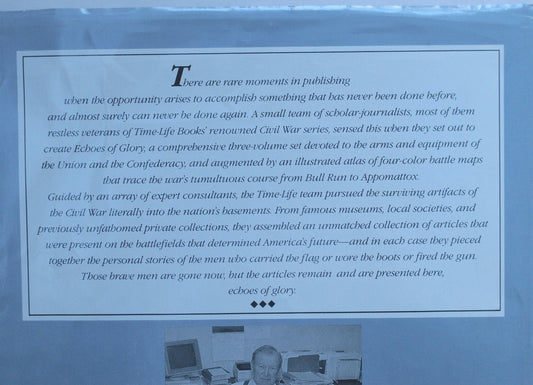 There are rare moments in publishing
when the opportunity arises to accomplish something that has never been done before,
and almost surely can never be done again. A small team of scholar-journalists, most of them
restless veterans of Time-Life Books' renowned Civil War series, sensed this when they set out to
create Echoes of Glory, a comprehensive three-volume set devoted to the arms and equipment of
the Union and the Confederacy, and augmented by an illustrated atlas of four-color battle maps
that trace the war's tumultuous course from Bull Run to Appomattox.
Guided by an array of expert consultants, the Time-Life team pursued the surviving artifacts of
the Civil War literally into the nation's basements. From famous museums, local societies, and
previously unfathomed private collections, they assembled an unmatched collection of articles that
were present on the battlefields that determined America's future—and in each case they pieced
together the personal stories of the men who carried the flag or wore the boots or fired the gun.
Those brave men are gone now, but the articles remain and are presented here,
echoes of glory.